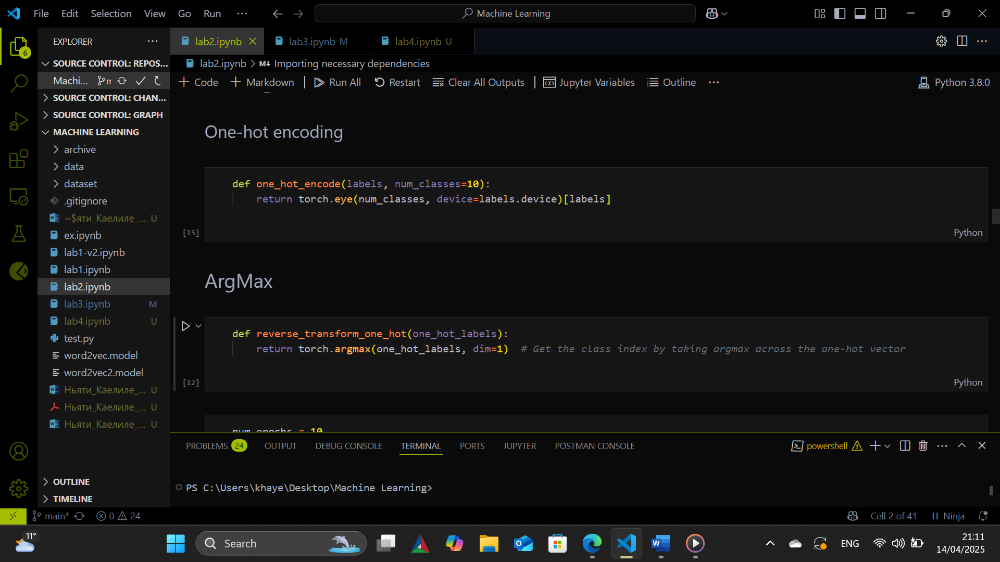 File Edit Selection View Go Run ··· Machine Learning
EXPLORER ···
6
lab2.ipynb
lab3.ipynb M
lab4.ipynb U
SOURCE CONTROL: REPOS...
Machi...
SOURCE CONTROL: CHAN...
SOURCE CONTROL: GRAPH
MACHINE LEARNING
archive
data
dataset
.gitignore
~$яти_Каелиле_... U
ex.ipynb
lab1-v2.ipynb
lab1.ipynb
lab2.ipynb
lab3.ipynb M
lab4.ipynb U
test.py
word2vec.model
word2vec2.model
Ньяти_Каелиле_... U
Ньяти_Каелиле_... U
Ньяти_Каелиле_... U
OUTLINE
TIMELINE
lab2.ipynb > M↓ Importing necessary dependencies
+ Code + Markdown Run All Restart Clear All Outputs Jupyter Variables Outline ··· Python 3.8.0
One-hot encoding
def one_hot_encode(labels, num_classes=10):
return torch.eye(num_classes, device=labels.device)[labels]
[15] Python
ArgMax
def reverse_transform_one_hot(one_hot_labels):
return torch.argmax(one_hot_labels, dim=1) # Get the class index by taking argmax across the one-hot vector
[12] Python
num_epochs = 10
PROBLEMS 24 OUTPUT DEBUG CONSOLE TERMINAL PORTS JUPYTER POSTMAN CONSOLE powershell
PS C:\Users\khaye\Desktop\Machine Learning>
main* 0 24 Cell 2 of 41 Ninja
11° Search ENG 21:11
14/04/2025